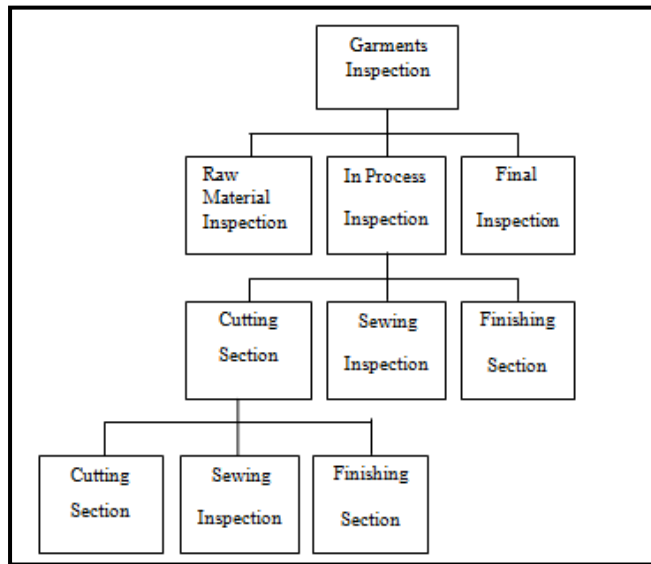 Garments
Inspection
Raw
Material
Inspection
In Process
Inspection
Final
Inspection
Cutting
Section
Sewing
Inspection
Finishing
Section
Cutting
Section
Sewing
Inspection
Finishing
Section